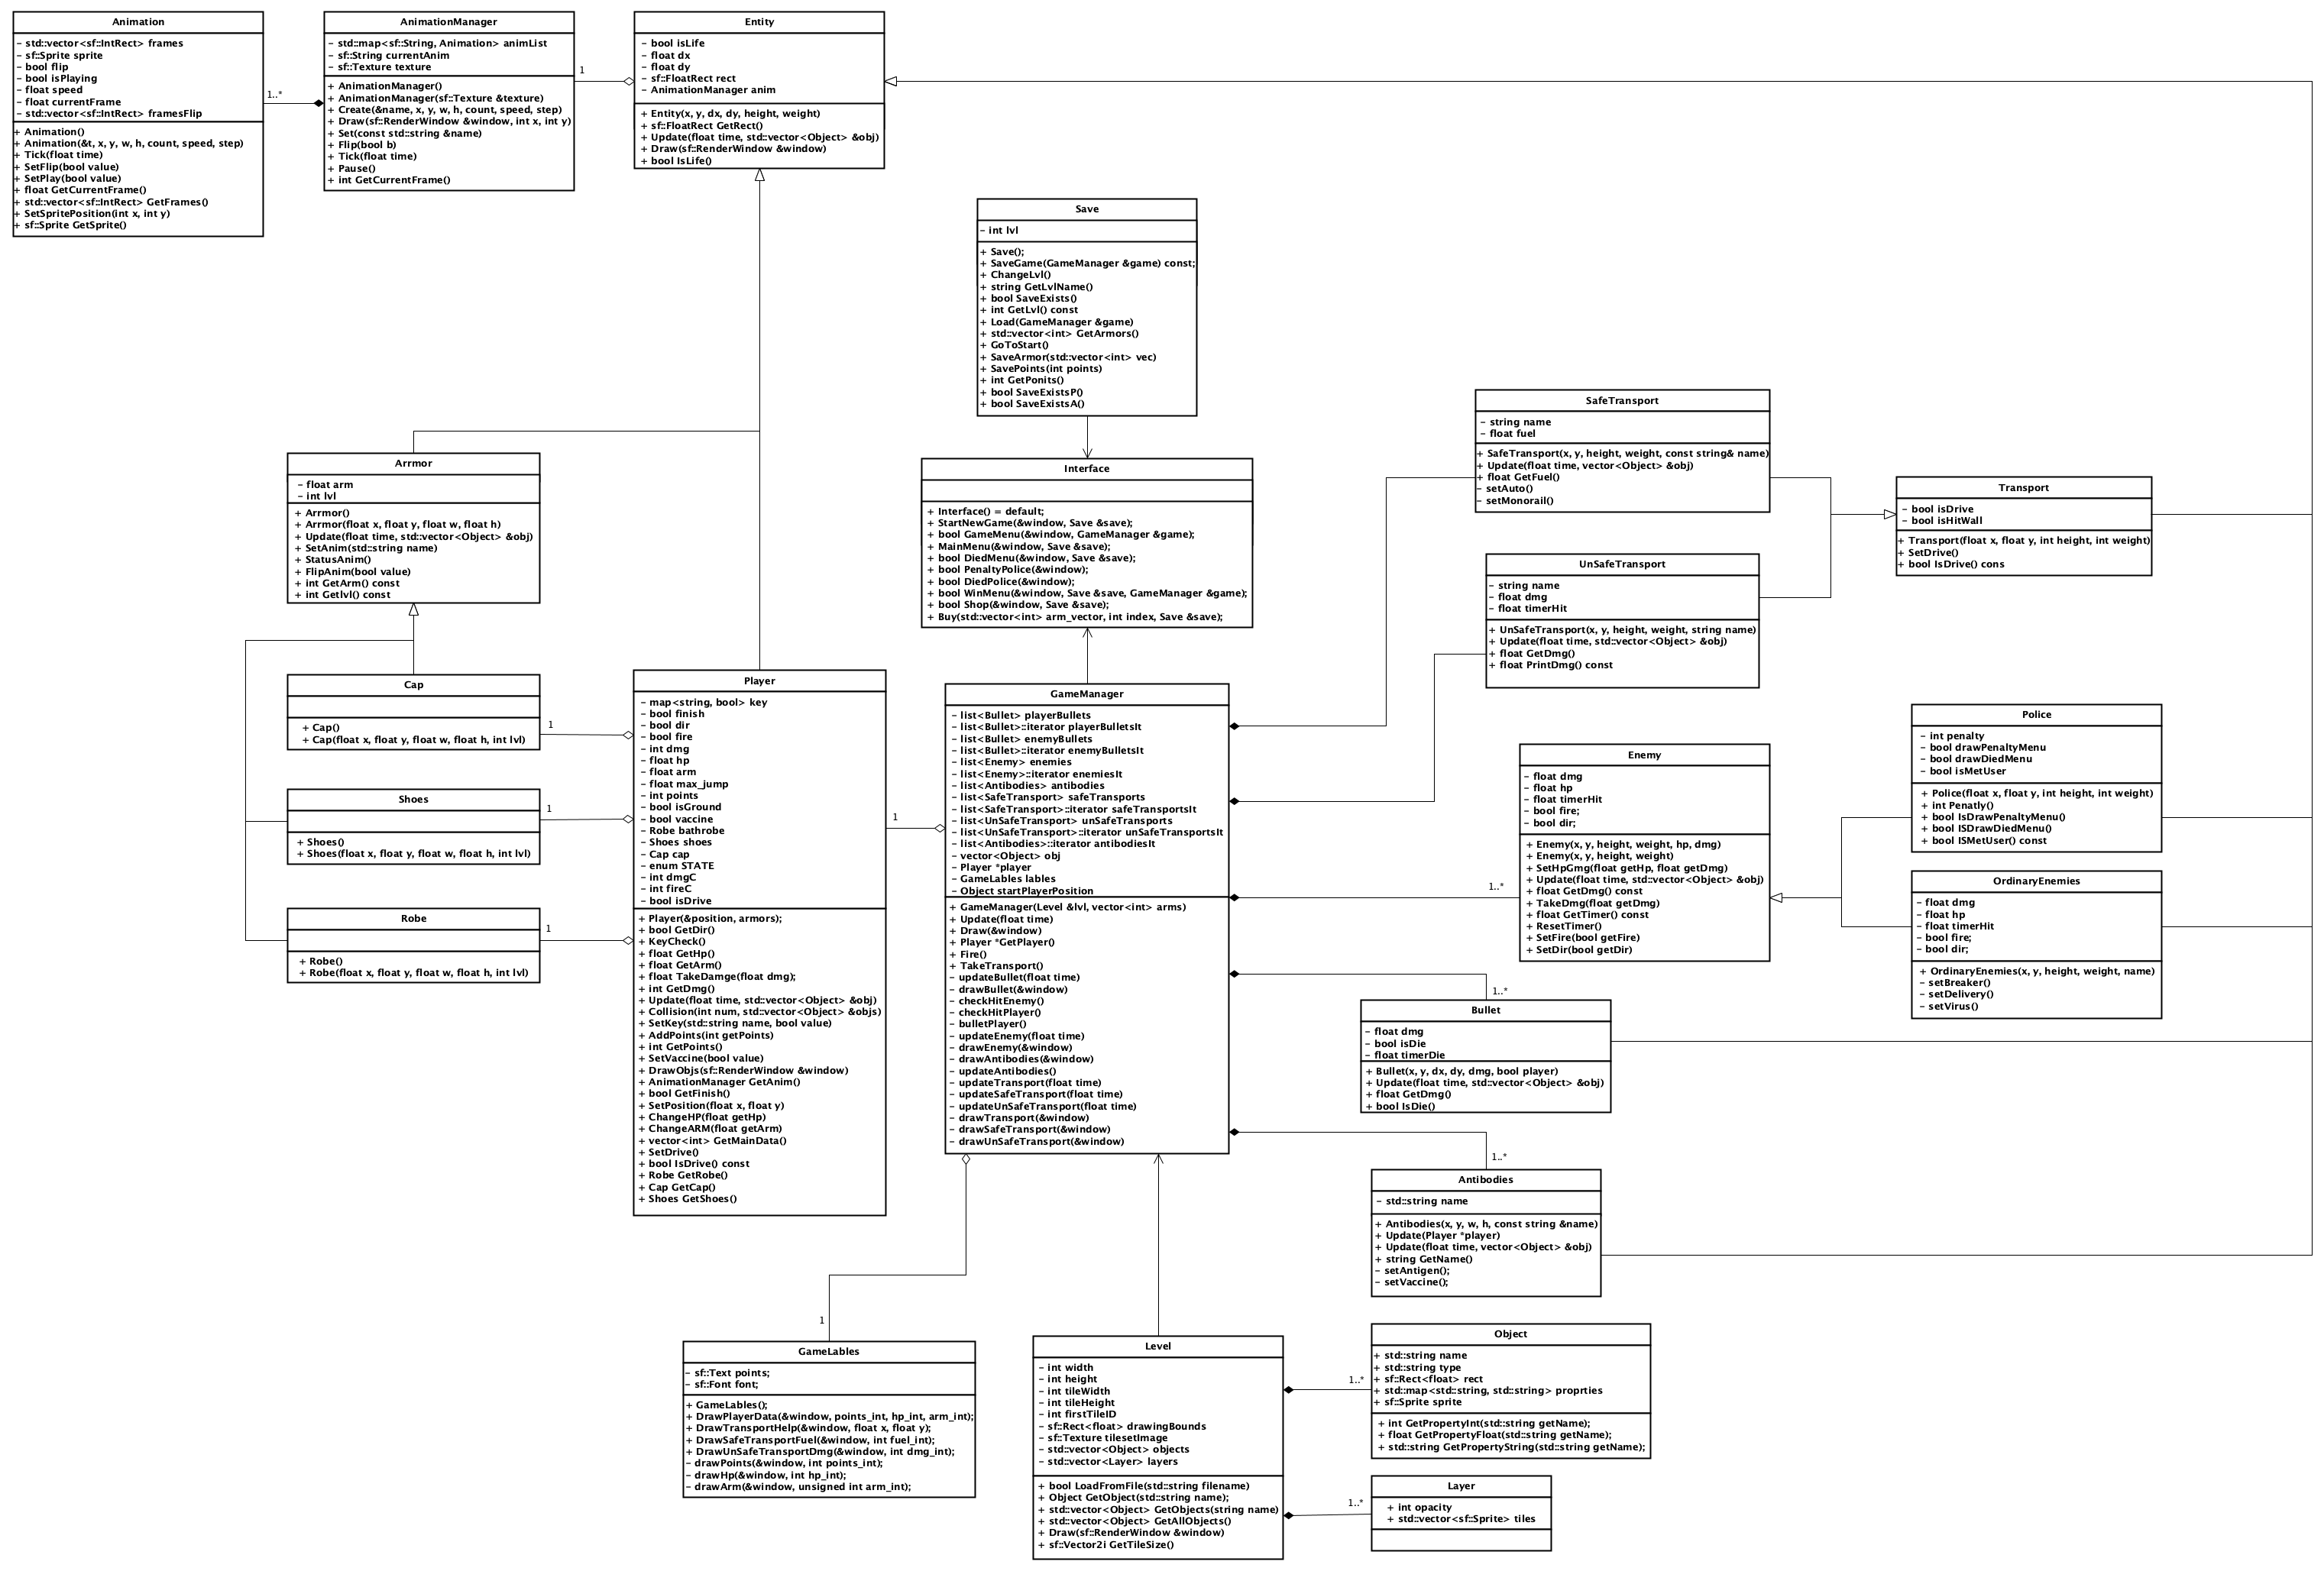 Animation
- std::vector<sf::IntRect> frames
- sf::Sprite sprite
- bool flip
- bool isPlaying
- float speed
- float currentFrame
- std::vector<sf::IntRect> framesFlip
+ Animation()
+ Animation(&t, x, y, w, h, count, speed, step)
+ Tick(float time)
+ SetFlip(bool value)
+ SetPlay(bool value)
+ float GetCurrentFrame()
+ std::vector<sf::IntRect> GetFrames()
+ SetSpritePosition(int x, int y)
+ sf::Sprite GetSprite()
1..*
AnimationManager
- std::map<sf::String, Animation> animList
- sf::String currentAnim
- sf::Texture texture
+ AnimationManager()
+ AnimationManager(sf::Texture &texture)
+ Create(&name, x, y, w, h, count, speed, step)
+ Draw(sf::RenderWindow &window, int x, int y)
+ Set(const std::string &name)
+ Flip(bool b)
+ Tick(float time)
+ Pause()
+ int GetCurrentFrame()
1
Entity
- bool isLife
- float dx
- float dy
- sf::FloatRect rect
- AnimationManager anim
+ Entity(x, y, dx, dy, height, weight)
+ sf::FloatRect GetRect()
+ Update(float time, std::vector<Object> &obj)
+ Draw(sf::RenderWindow &window)
+ bool IsLife()
Save
- int lvl
+ Save();
+ SaveGame(GameManager &game) const;
+ ChangeLvl()
+ string GetLvlName()
+ bool SaveExists()
+ int GetLvl() const
+ Load(GameManager &game)
+ std::vector<int> GetArmors()
+ GoToStart()
+ SaveArmor(std::vector<int> vec)
+ SavePoints(int points)
+ int GetPonits()
+ bool SaveExistsP()
+ bool SaveExistsA()
Arrmor
- float arm
- int lvl
+ Arrmor()
+ Arrmor(float x, float y, float w, float h)
+ Update(float time, std::vector<Object> &obj)
+ SetAnim(std::string name)
+ StatusAnim()
+ FlipAnim(bool value)
+ int GetArm() const
+ int Getlvl() const
Interface
+ Interface() = default;
+ StartNewGame(&window, Save &save);
+ bool GameMenu(&window, GameManager &game);
+ MainMenu(&window, Save &save);
+ bool DiedMenu(&window, Save &save);
+ bool PenaltyPolice(&window);
+ bool DiedPolice(&window);
+ bool WinMenu(&window, Save &save, GameManager &game);
+ bool Shop(&window, Save &save);
+ Buy(std::vector<int> arm_vector, int index, Save &save);
SafeTransport
- string name
- float fuel
+ SafeTransport(x, y, height, weight, const string& name)
+ Update(float time, vector<Object> &obj)
+ float GetFuel()
- setAuto()
- setMonorail()
Transport
- bool isDrive
- bool isHitWall
+ Transport(float x, float y, int height, int weight)
+ SetDrive()
+ bool IsDrive() cons
UnSafeTransport
- string name
- float dmg
- float timerHit
+ UnSafeTransport(x, y, height, weight, string name)
+ Update(float time, std::vector<Object> &obj)
+ float GetDmg()
+ float PrintDmg() const
Cap
+ Cap()
+ Cap(float x, float y, float w, float h, int lvl)
1
Shoes
+ Shoes()
+ Shoes(float x, float y, float w, float h, int lvl)
1
Robe
+ Robe()
+ Robe(float x, float y, float w, float h, int lvl)
1
Player
- map<string, bool> key
- bool finish
- bool dir
- bool fire
- int dmg
- float hp
- float arm
- float max_jump
- int points
- bool isGround
- bool vaccine
- Robe bathrobe
- Shoes shoes
- Cap cap
- enum STATE
- int dmgC
- int fireC
- bool isDrive
+ Player(&position, armors);
+ bool GetDir()
+ KeyCheck()
+ float GetHp()
+ float GetArm()
+ float TakeDamge(float dmg);
+ int GetDmg()
+ Update(float time, std::vector<Object> &obj)
+ Collision(int num, std::vector<Object> &objs)
+ SetKey(std::string name, bool value)
+ AddPoints(int getPoints)
+ int GetPoints()
+ SetVaccine(bool value)
+ DrawObjs(sf::RenderWindow &window)
+ AnimationManager GetAnim()
+ bool GetFinish()
+ SetPosition(float x, float y)
+ ChangeHP(float getHp)
+ ChangeARM(float getArm)
+ vector<int> GetMainData()
+ SetDrive()
+ bool IsDrive() const
+ Robe GetRobe()
+ Cap GetCap()
+ Shoes GetShoes()
1
GameManager
- list<Bullet> playerBullets
- list<Bullet>::iterator playerBulletsIt
- list<Bullet> enemyBullets
- list<Bullet>::iterator enemyBulletsIt
- list<Enemy> enemies
- list<Enemy>::iterator enemiesIt
- list<Antibodies> antibodies
- list<SafeTransport> safeTransports
- list<SafeTransport>::iterator safeTransportsIt
- list<UnSafeTransport> unSafeTransports
- list<UnSafeTransport>::iterator unSafeTransportsIt
- list<Antibodies>::iterator antibodiesIt
- vector<Object> obj
- Player *player
- GameLables lables
- Object startPlayerPosition
+ GameManager(Level &lvl, vector<int> arms)
+ Update(float time)
+ Draw(&window)
+ Player *GetPlayer()
+ Fire()
+ TakeTransport()
- updateBullet(float time)
- drawBullet(&window)
- checkHitEnemy()
- checkHitPlayer()
- bulletPlayer()
- updateEnemy(float time)
- drawEnemy(&window)
- drawAntibodies(&window)
- updateAntibodies()
- updateTransport(float time)
- updateSafeTransport(float time)
- updateUnSafeTransport(float time)
- drawTransport(&window)
- drawSafeTransport(&window)
- drawUnSafeTransport(&window)
1..*
Enemy
- float dmg
- float hp
- float timerHit
- bool fire;
- bool dir;
+ Enemy(x, y, height, weight, hp, dmg)
+ Enemy(x, y, height, weight)
+ SetHpGmg(float getHp, float getDmg)
+ Update(float time, std::vector<Object> &obj)
+ float GetDmg() const
+ TakeDmg(float getDmg)
+ float GetTimer() const
+ ResetTimer()
+ SetFire(bool getFire)
+ SetDir(bool getDir)
Police
- int penalty
- bool drawPenaltyMenu
- bool drawDiedMenu
- bool isMetUser
+ Police(float x, float y, int height, int weight)
+ int Penatly()
+ bool IsDrawPenaltyMenu()
+ bool ISDrawDiedMenu()
+ bool ISMetUser() const
OrdinaryEnemies
- float dmg
- float hp
- float timerHit
- bool fire;
- bool dir;
+ OrdinaryEnemies(x, y, height, weight, name)
- setBreaker()
- setDelivery()
- setVirus()
1..*
Bullet
- float dmg
- bool isDie
- float timerDie
+ Bullet(x, y, dx, dy, dmg, bool player)
+ Update(float time, std::vector<Object> &obj)
+ float GetDmg()
+ bool IsDie()
1..*
Antibodies
- std::string name
+ Antibodies(x, y, w, h, const string &name)
+ Update(Player *player)
+ Update(float time, vector<Object> &obj)
+ string GetName()
- setAntigen();
- setVaccine();
1
GameLables
- sf::Text points;
- sf::Font font;
+ GameLables();
+ DrawPlayerData(&window, points_int, hp_int, arm_int);
+ DrawTransportHelp(&window, float x, float y);
+ DrawSafeTransportFuel(&window, int fuel_int);
+ DrawUnSafeTransportDmg(&window, int dmg_int);
- drawPoints(&window, int points_int);
- drawHp(&window, int hp_int);
- drawArm(&window, unsigned int arm_int);
Level
- int width
- int height
- int tileWidth
- int tileHeight
- int firstTileID
- sf::Rect<float> drawingBounds
- sf::Texture tilesetImage
- std::vector<Object> objects
- std::vector<Layer> layers
+ bool LoadFromFile(std::string filename)
+ Object GetObject(std::string name);
+ std::vector<Object> GetObjects(string name)
+ std::vector<Object> GetAllObjects()
+ Draw(sf::RenderWindow &window)
+ sf::Vector2i GetTileSize()
1..*
Object
+ std::string name
+ std::string type
+ sf::Rect<float> rect
+ std::map<std::string, std::string> proprties
+ sf::Sprite sprite
+ int GetPropertyInt(std::string getName);
+ float GetPropertyFloat(std::string getName);
+ std::string GetPropertyString(std::string getName);
1..*
Layer
+ int opacity
+ std::vector<sf::Sprite> tiles